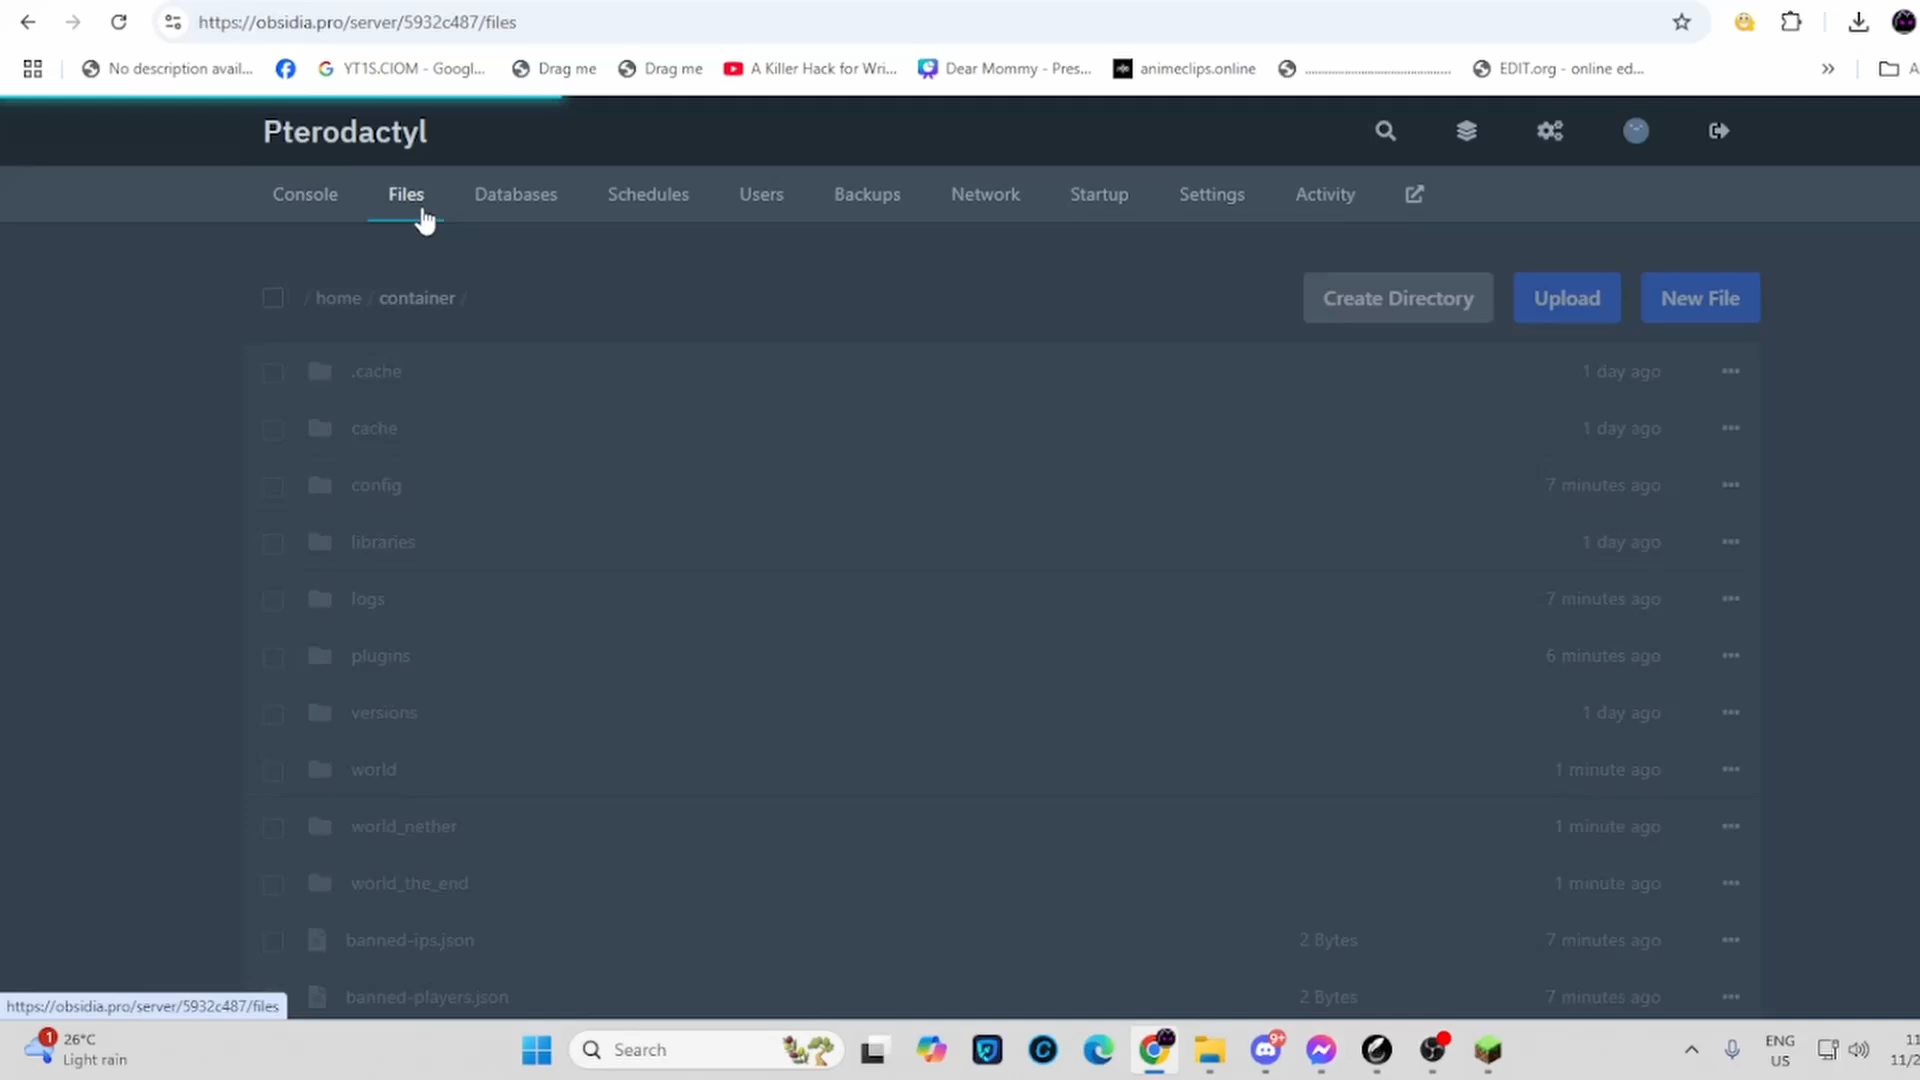 https://obsidia.pro/server/5932c487/files
No description avail...
YT1S.CIOM - Googl...
Drag me
Drag me
A Killer Hack for Wri...
Dear Mommy - Pres...
animeclips.online
EDIT.org - online ed...
A
Pterodactyl
Console
Files
Databases
Schedules
Users
Backups
Network
Startup
Settings
Activity
/ home / container /
Create Directory
Upload
New File
.cache 1 day ago
cache 1 day ago
config 7 minutes ago
libraries 1 day ago
logs 7 minutes ago
plugins 6 minutes ago
versions 1 day ago
world 1 minute ago
world_nether 1 minute ago
world_the_end 1 minute ago
banned-ips.json 2 Bytes 7 minutes ago
banned-players.json 2 Bytes 7 minutes ago
https://obsidia.pro/server/5932c487/files
1
26°C
Light rain
Search
9+
ENG
US
11
11/2